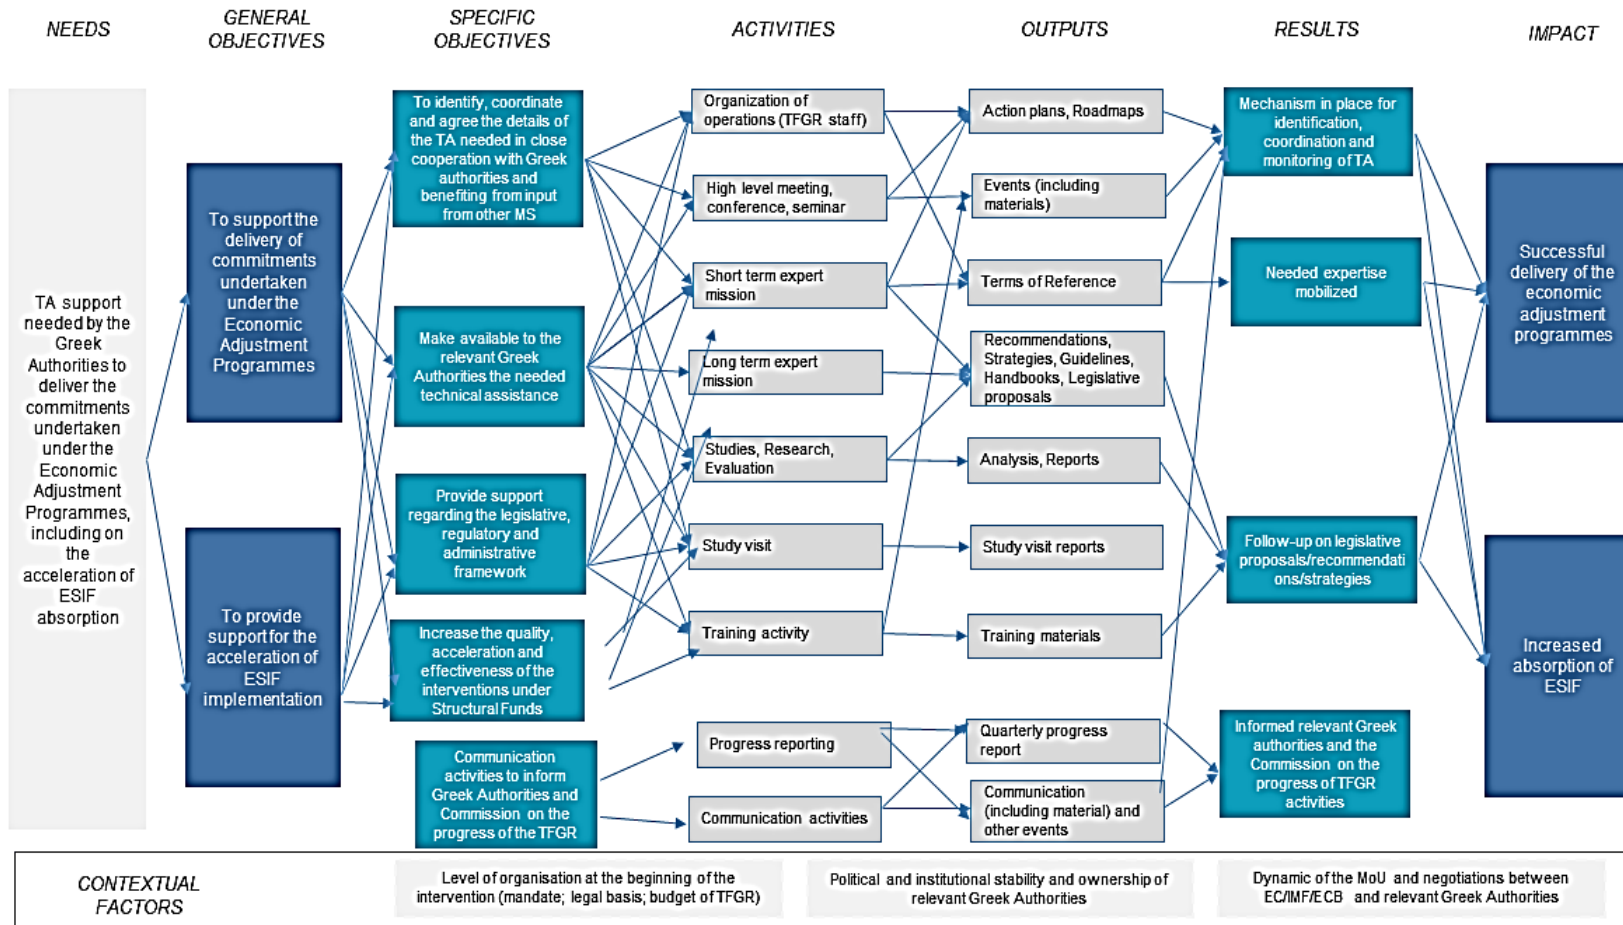 NEEDS
GENERAL
OBJECTIVES
SPECIFIC
OBJECTIVES
ACTIVITIES
OUTPUTS
RESULTS
IMPACT
TA support
needed by the
Greek
Authorities to
deliver the
commitments
undertaken
under the
Economic
Adjustment
Programmes,
including on
the
acceleration of
ESIF
absorption
To support the
delivery of
commitments
undertaken
under the
Economic
Adjustment
Programmes
To provide
support for the
acceleration of
ESIF
implementation
To identify, coordinate
and agree the details of
the TA needed in close
cooperation with Greek
authorities and
benefiting from input
from other MS
Make available to the
relevant Greek
Authorities the needed
technical assistance
Provide support
regarding the legislative,
regulatory and
administrative
framework
Increase the quality,
acceleration and
effectiveness of the
interventions under
Structural Funds
Communication
activities to inform
Greek Authorities and
Commission on the
progress of the TFGR
Organization of
operations (TFGR staff)
High level meeting,
conference, seminar
Short term expert
mission
Long term expert
mission
Studies, Research,
Evaluation
Study visit
Training activity
Progress reporting
Communication activities
Action plans, Roadmaps
Events (including
materials)
Terms of Reference
Recommendations,
Strategies, Guidelines,
Handbooks, Legislative
proposals
Analysis, Reports
Study visit reports
Training materials
Quarterly progress
report
Communication
(including material) and
other events
Mechanism in place for
identification,
coordination and
monitoring of TA
Needed expertise
mobilized
Follow-up on legislative
proposals/recommendati
ons/strategies
Informed relevant Greek
authorities and the
Commission on the
progress of TFGR
activities
Successful
delivery of the
economic
adjustment
programmes
Increased
absorption of
ESIF
CONTEXTUAL
FACTORS
Level of organisation at the beginning of the
intervention (mandate; legal basis; budget of TFGR)
Political and institutional stability and ownership of
relevant Greek Authorities
Dynamic of the MoU and negotiations between
EC/IMF/ECB and relevant Greek Authorities